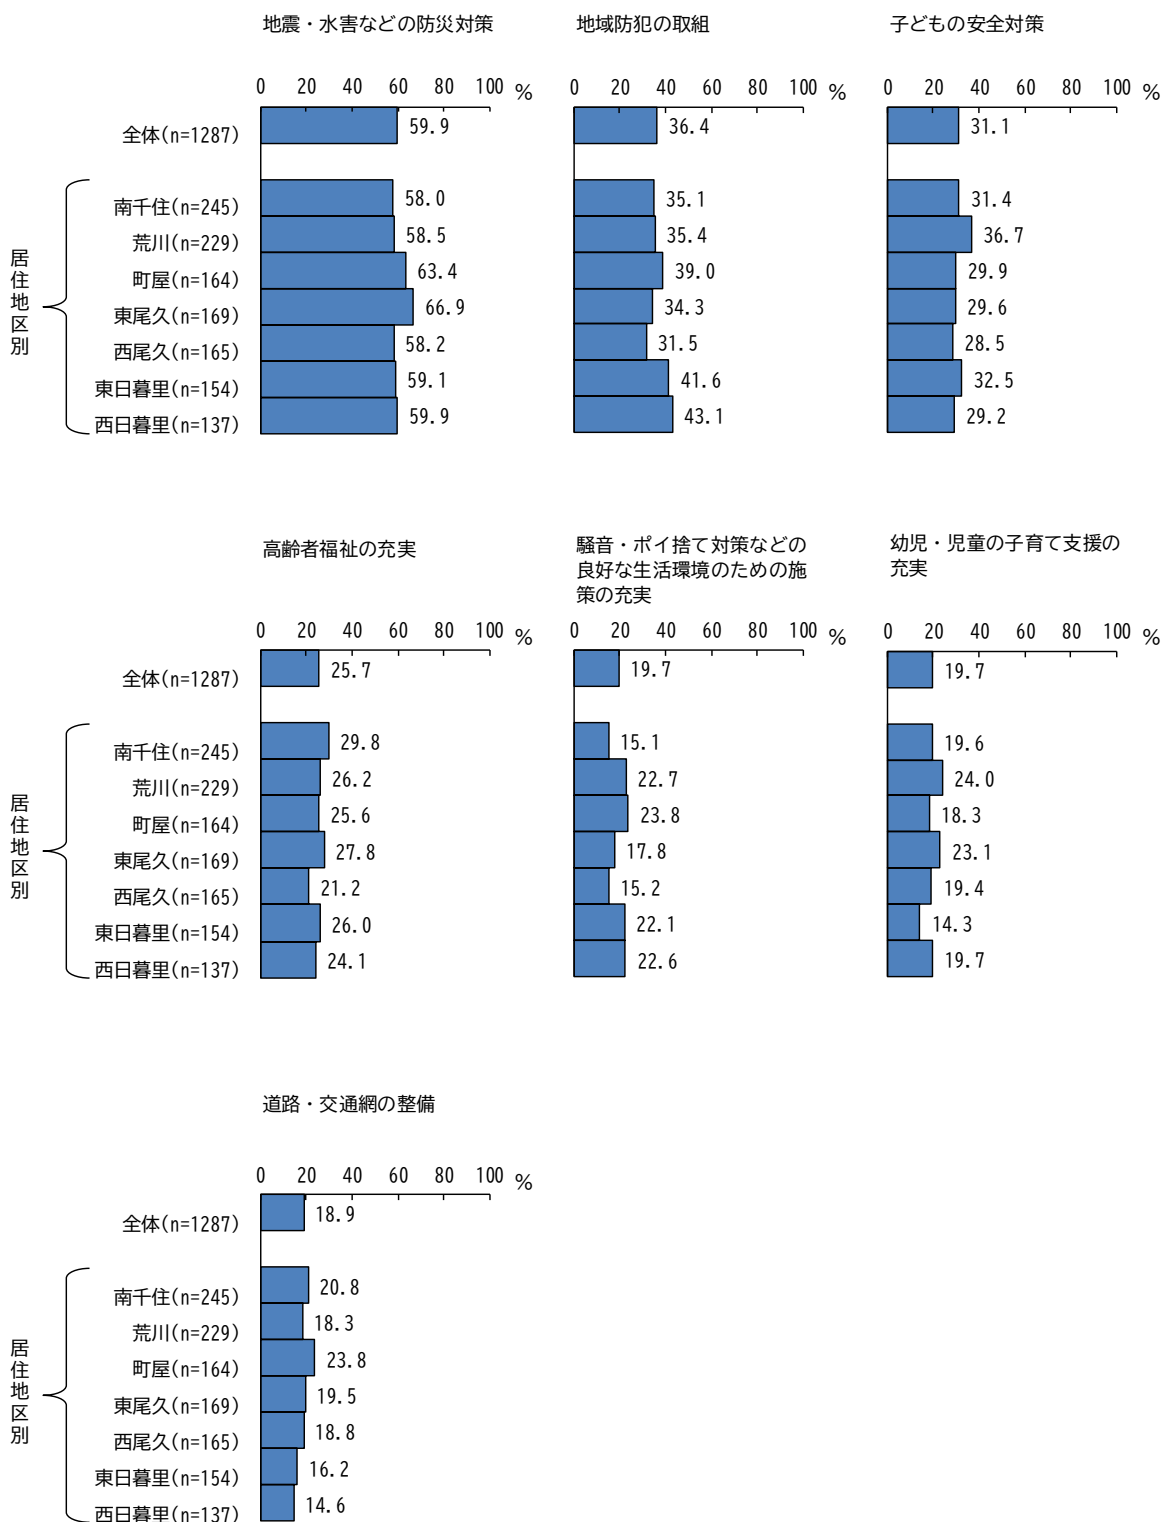 地震・水害などの防災対策
地域防犯の取組
子どもの安全対策
0 20 40 60 80 100 %
0 20 40 60 80 100 %
0 20 40 60 80 100 %
全体(n=1287) 59.9 36.4 31.1
居住地区別
南千住(n=245) 58.0 35.1 31.4
荒川(n=229) 58.5 35.4 36.7
町屋(n=164) 63.4 39.0 29.9
東尾久(n=169) 66.9 34.3 29.6
西尾久(n=165) 58.2 31.5 28.5
東日暮里(n=154) 59.1 41.6 32.5
西日暮里(n=137) 59.9 43.1 29.2
高齢者福祉の充実
騒音・ポイ捨て対策などの
良好な生活環境のための施
策の充実
幼児・児童の子育て支援の
充実
0 20 40 60 80 100 %
0 20 40 60 80 100 %
0 20 40 60 80 100 %
全体(n=1287) 25.7 19.7 19.7
居住地区別
南千住(n=245) 29.8 15.1 19.6
荒川(n=229) 26.2 22.7 24.0
町屋(n=164) 25.6 23.8 18.3
東尾久(n=169) 27.8 17.8 23.1
西尾久(n=165) 21.2 15.2 19.4
東日暮里(n=154) 26.0 22.1 14.3
西日暮里(n=137) 24.1 22.6 19.7
道路・交通網の整備
0 20 40 60 80 100 %
全体(n=1287) 18.9
居住地区別
南千住(n=245) 20.8
荒川(n=229) 18.3
町屋(n=164) 23.8
東尾久(n=169) 19.5
西尾久(n=165) 18.8
東日暮里(n=154) 16.2
西日暮里(n=137) 14.6